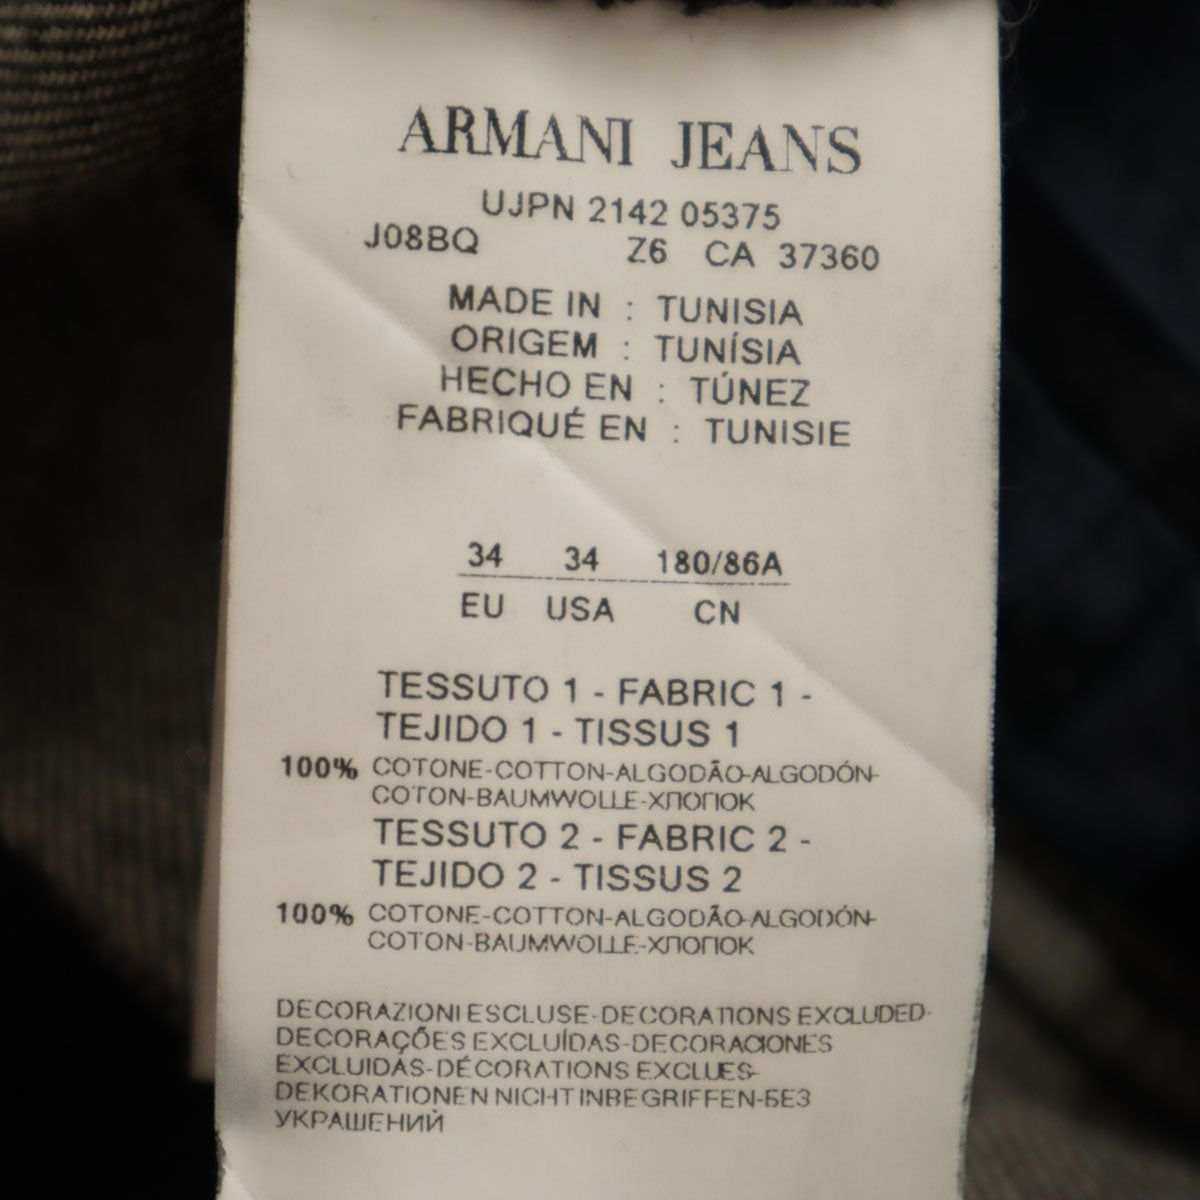 ARMANI JEANS
UJPN 2142 05375
J08BQ Z6 CA 37360
MADE IN : TUNISIA
ORIGEM : TUNÍSIA
HECHO EN : TÚNEZ
FABRIQUÉ EN : TUNISIE
34 34 180/86A
EU USA CN
TESSUTO 1 - FABRIC 1 -
TEJIDO 1 - TISSUS 1
100% COTONE-COTTON-ALGODÃO-ALGODÓN-
COTON-BAUMWOLLE-ХЛОПОК
TESSUTO 2 - FABRIC 2 -
TEJIDO 2 - TISSUS 2
100% COTONE-COTTON-ALGODÃO-ALGODÓN-
COTON-BAUMWOLLE-ХЛОПОК
DECORAZIONI ESCLUSE-DECORATIONS EXCLUDED-
DECORAÇÕES EXCLUÍDAS-DECORACIONES
EXCLUIDAS-DÉCORATIONS EXCLUES-
DEKORATIONEN NICHT INBEGRIFFEN-БЕЗ
УКРАШЕНИЙ